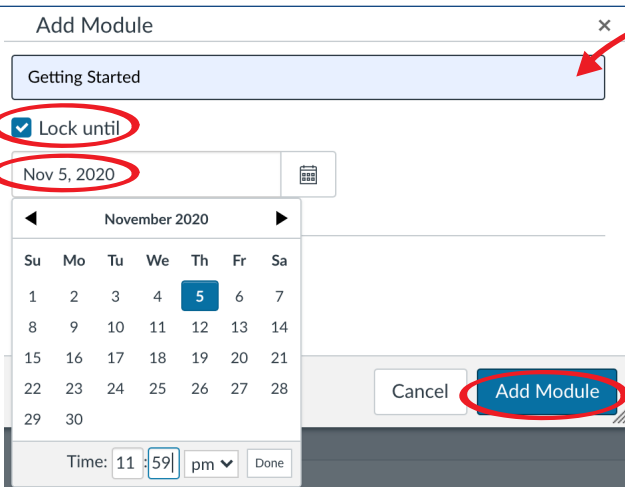 Add Module ×
Getting Started
Lock until
Nov 5, 2020
November 2020
Su Mo Tu We Th Fr Sa
1 2 3 4 5 6 7
8 9 10 11 12 13 14
15 16 17 18 19 20 21
22 23 24 25 26 27 28
29 30
Cancel Add Module
Time: 11 : 59 pm Done